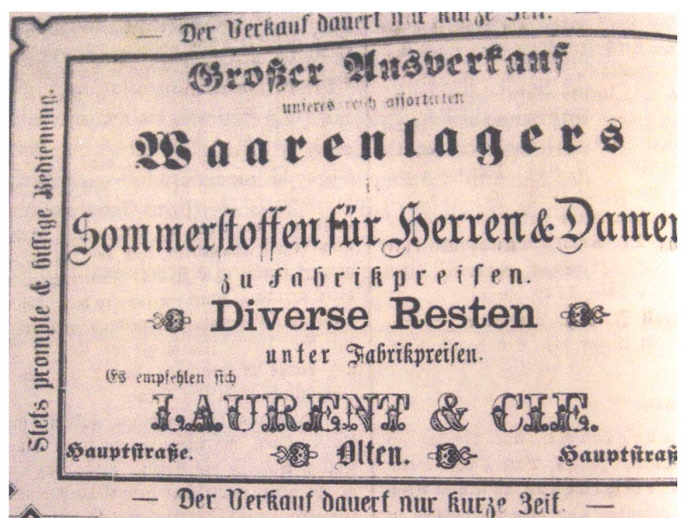 — Der Verkauf dauert nur kurze Zeit.
Stets prompte & billige Bedienung.
Großer Ausverkauf
unseres reich assortirten
Waarenlagers
i
Sommerstoffen für Herren & Damen
zu Fabrikpreisen.
Diverse Resten
unter Fabrikpreisen.
Es empfehlen sich
LAURENT & CIE.
Hauptstraße. Olten. Hauptstraß
— Der Verkauf dauert nur kurze Zeit —